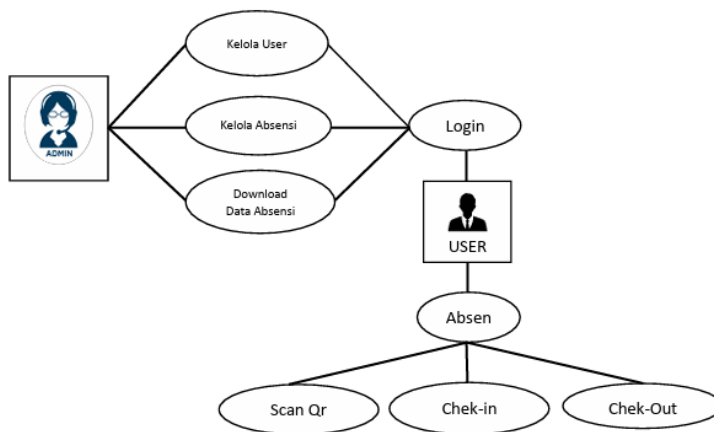 Kelola User
ADMIN
Kelola Absensi
Login
Download
Data Absensi
USER
Absen
Scan Qr
Chek-in
Chek-Out